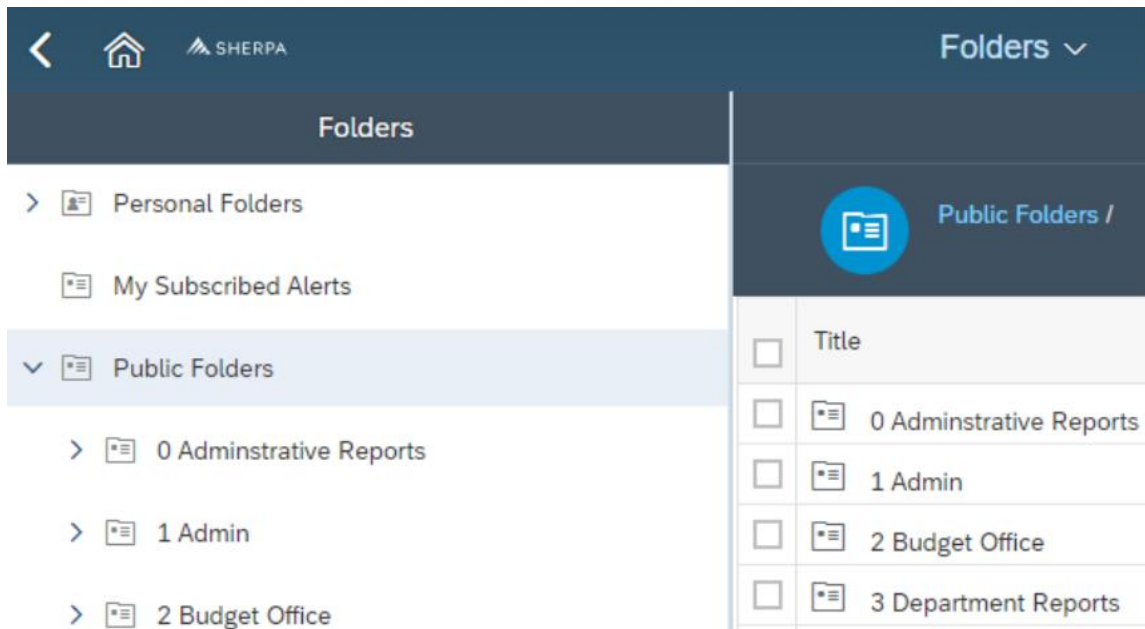 SHERPA
Folders
Folders
Personal Folders
My Subscribed Alerts
Public Folders
0 Adminstrative Reports
1 Admin
2 Budget Office
Public Folders /
Title
0 Adminstrative Reports
1 Admin
2 Budget Office
3 Department Reports